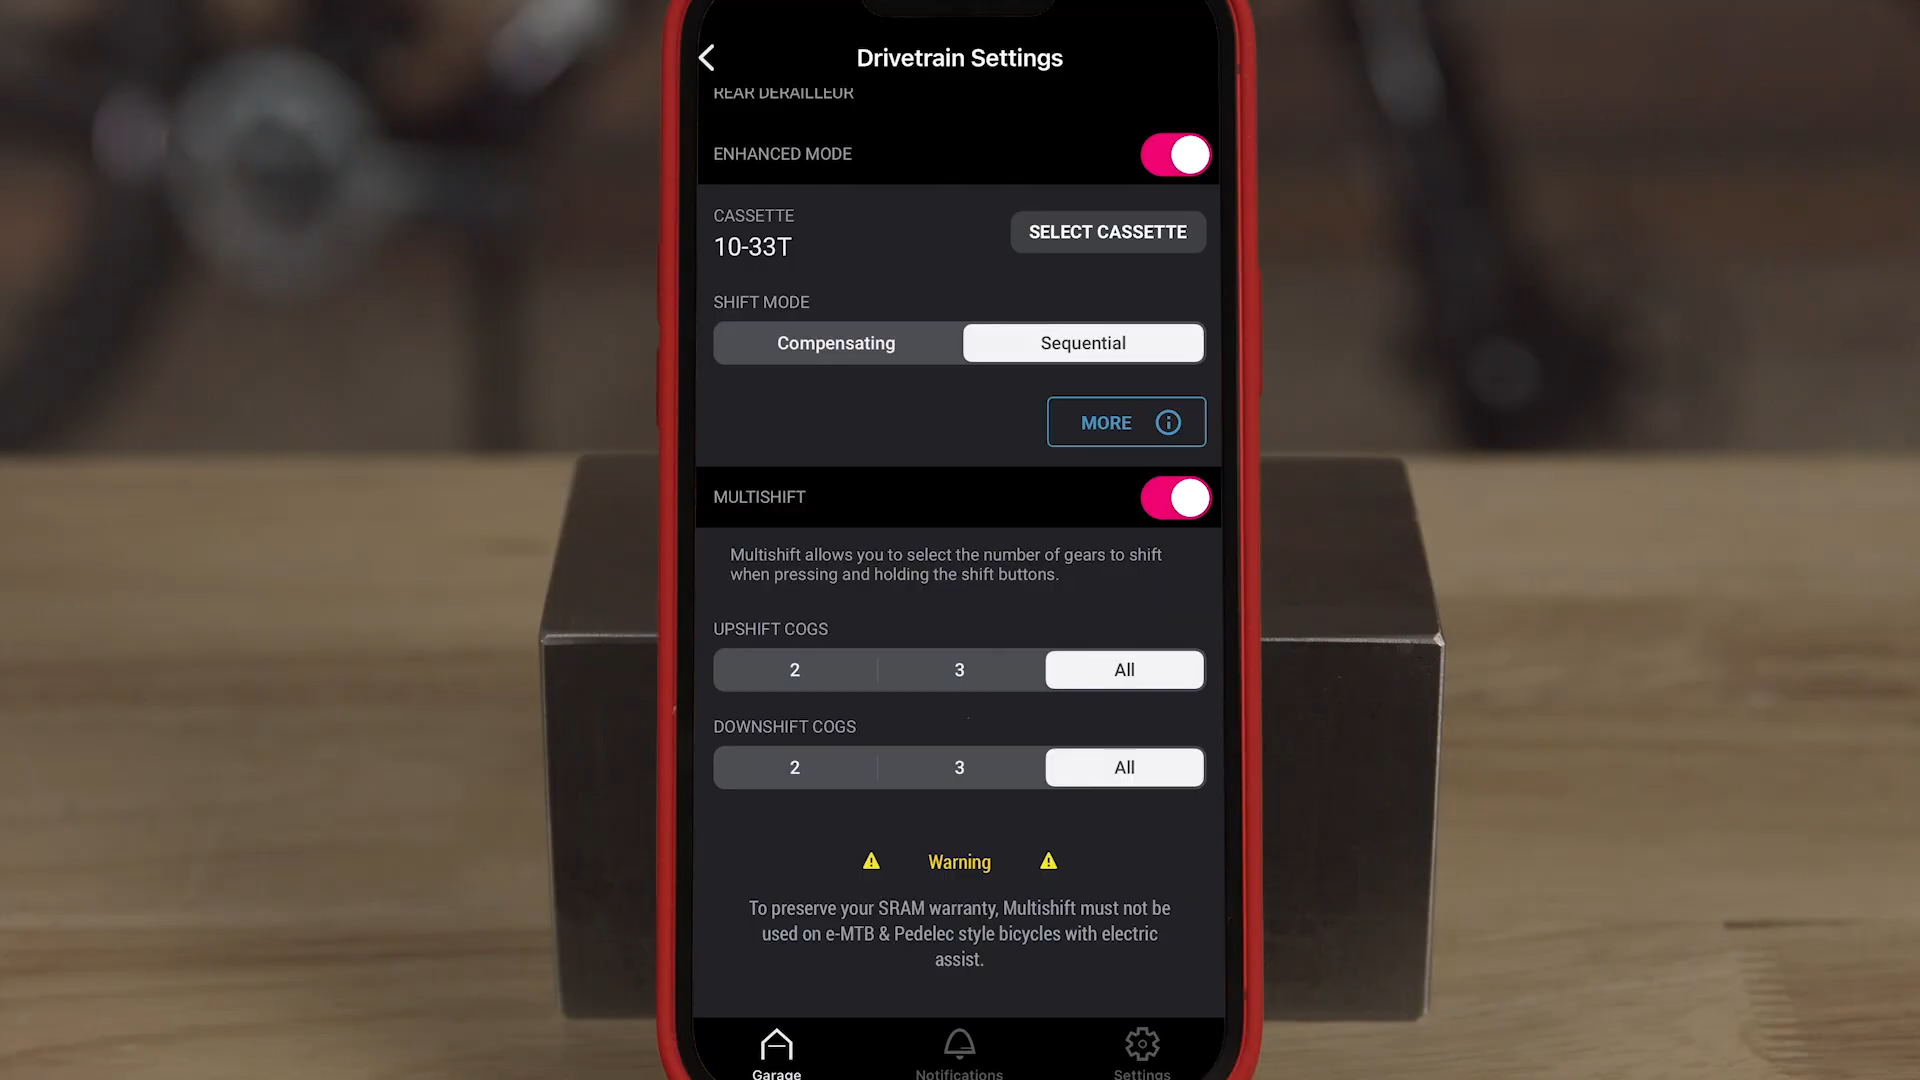 Drivetrain Settings
REAR DERAILLEUR
ENHANCED MODE
CASSETTE
10-33T
SELECT CASSETTE
SHIFT MODE
Compensating
Sequential
MORE
MULTISHIFT
Multishift allows you to select the number of gears to shift
when pressing and holding the shift buttons.
UPSHIFT COGS
2
3
All
DOWNSHIFT COGS
2
3
All
Warning
To preserve your SRAM warranty, Multishift must not be
used on e-MTB & Pedelec style bicycles with electric
assist.
Garage
Notifications
Settings